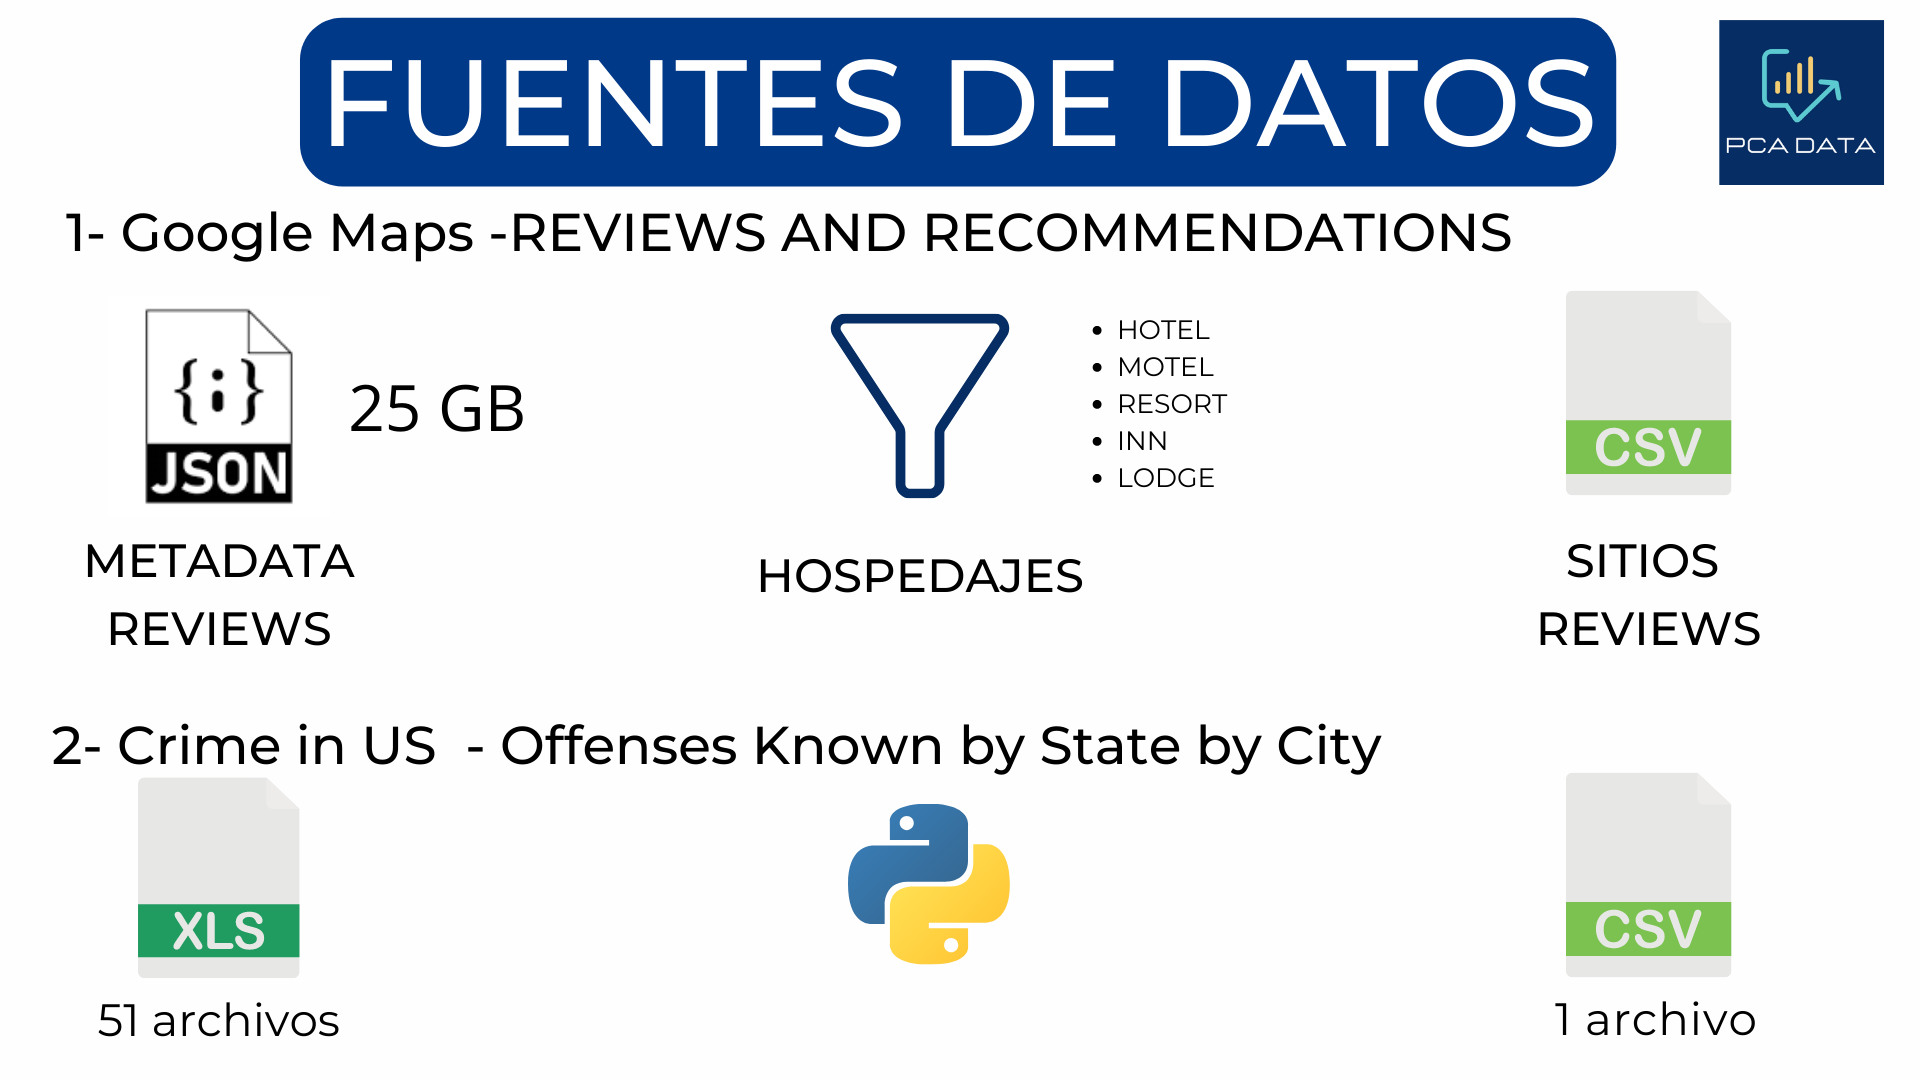 FUENTES DE DATOS
PCA DATA
1- Google Maps -REVIEWS AND RECOMMENDATIONS
{;}
JSON
25 GB
• HOTEL
• MOTEL
• RESORT
• INN
• LODGE
CSV
METADATA
REVIEWS
HOSPEDAJES
SITIOS
REVIEWS
2- Crime in US - Offenses Known by State by City
XLS
CSV
51 archivos
1 archivo